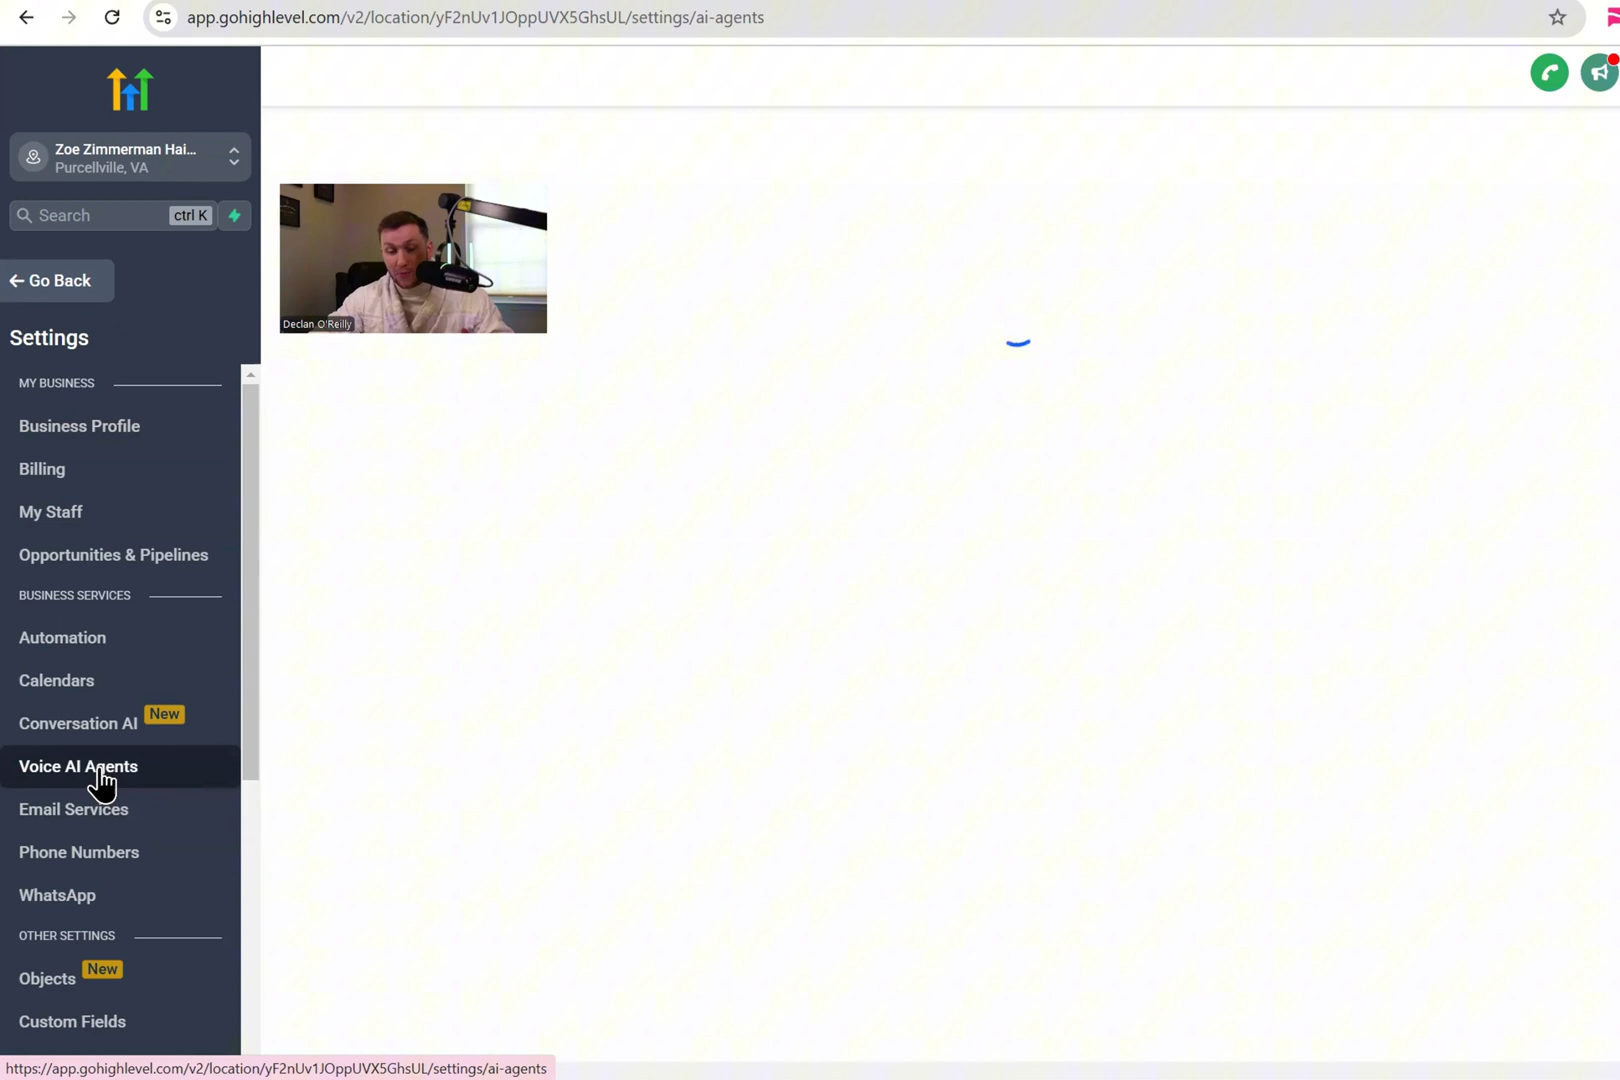 app.gohighlevel.com/v2/location/yF2nUv1JOppUVX5GhsUL/settings/ai-agents
Zoe Zimmerman Hai...
Purcellville, VA
Search ctrl K
Go Back
Settings
MY BUSINESS
Business Profile
Billing
My Staff
Opportunities & Pipelines
BUSINESS SERVICES
Automation
Calendars
Conversation AI New
Voice AI Agents
Email Services
Phone Numbers
WhatsApp
OTHER SETTINGS
Objects New
Custom Fields
Declan O'Reilly
https://app.gohighlevel.com/v2/location/yF2nUv1JOppUVX5GhsUL/settings/ai-agents